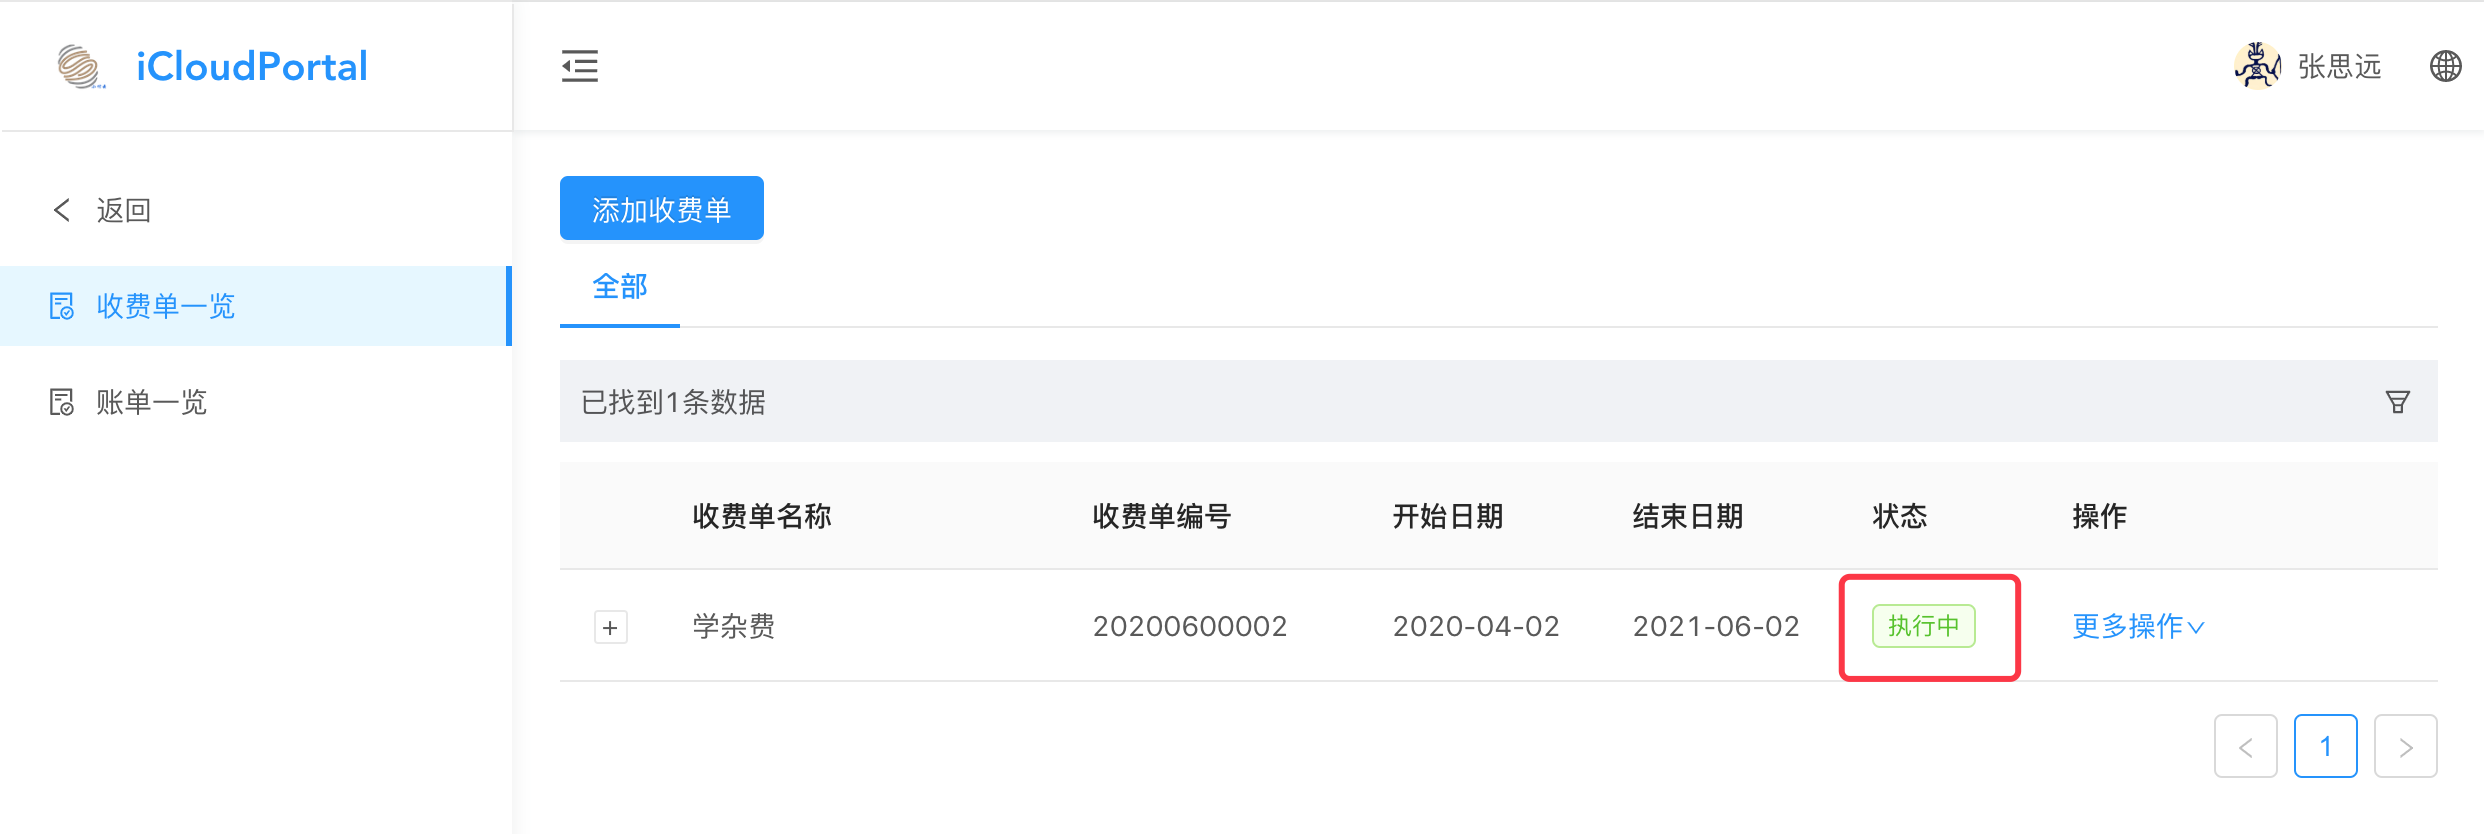 iCloudPortal
张思远
返回
收费单一览
账单一览
添加收费单
全部
已找到1条数据
收费单名称 收费单编号 开始日期 结束日期 状态 操作
学杂费 20200600002 2020-04-02 2021-06-02 执行中 更多操作
1